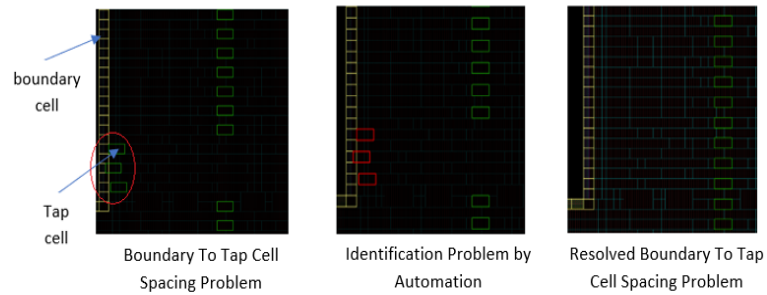 boundary
cell
Tap
cell
Boundary To Tap Cell
Spacing Problem
Identification Problem by
Automation
Resolved Boundary To Tap
Cell Spacing Problem